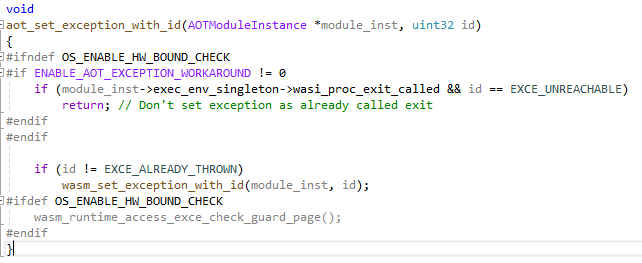 void
aot_set_exception_with_id(AOTModuleInstance *module_inst, uint32 id)
{
#ifndef OS_ENABLE_HW_BOUND_CHECK
#if ENABLE_AOT_EXCEPTION_WORKAROUND != 0
    if (module_inst->exec_env_singleton->wasi_proc_exit_called && id == EXCE_UNREACHABLE)
        return; // Don't set exception as already called exit
#endif
#endif

    if (id != EXCE_ALREADY_THROWN)
        wasm_set_exception_with_id(module_inst, id);
#ifdef OS_ENABLE_HW_BOUND_CHECK
    wasm_runtime_access_exce_check_guard_page();
#endif
}